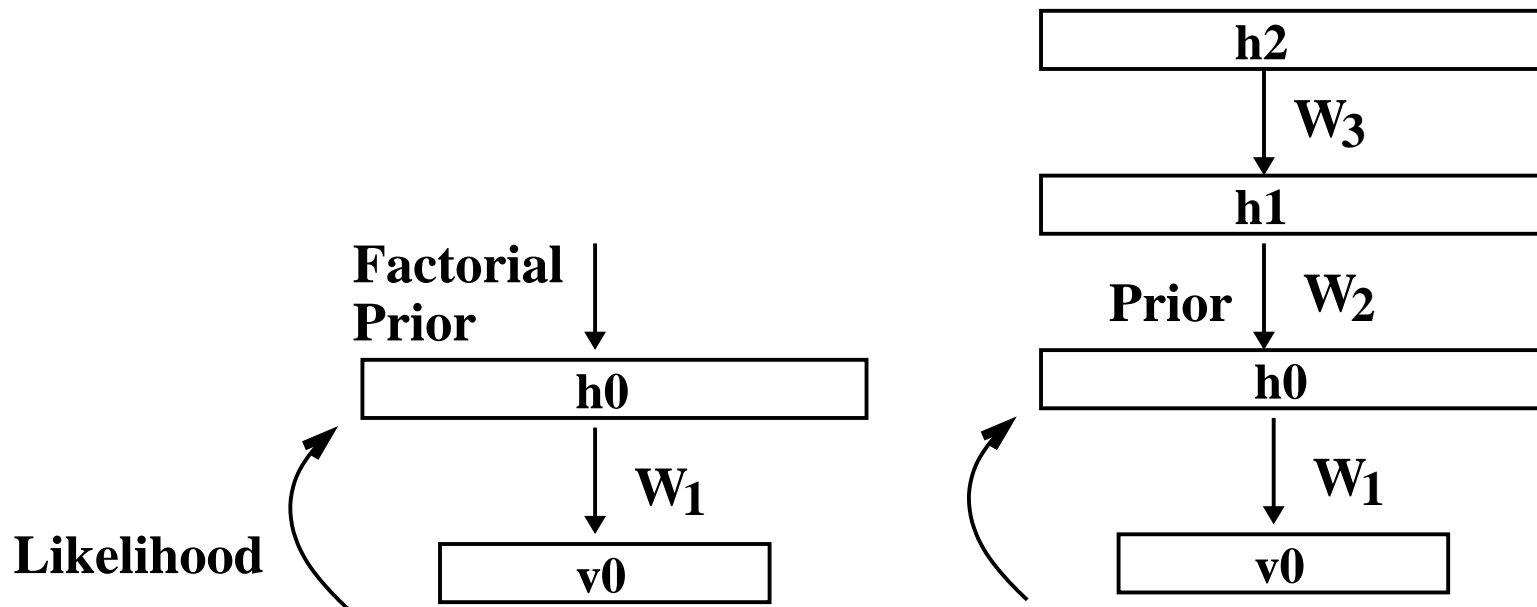 Factorial
Prior
h0
W1
Likelihood
v0
h2
W3
h1
Prior
W2
h0
W1
v0